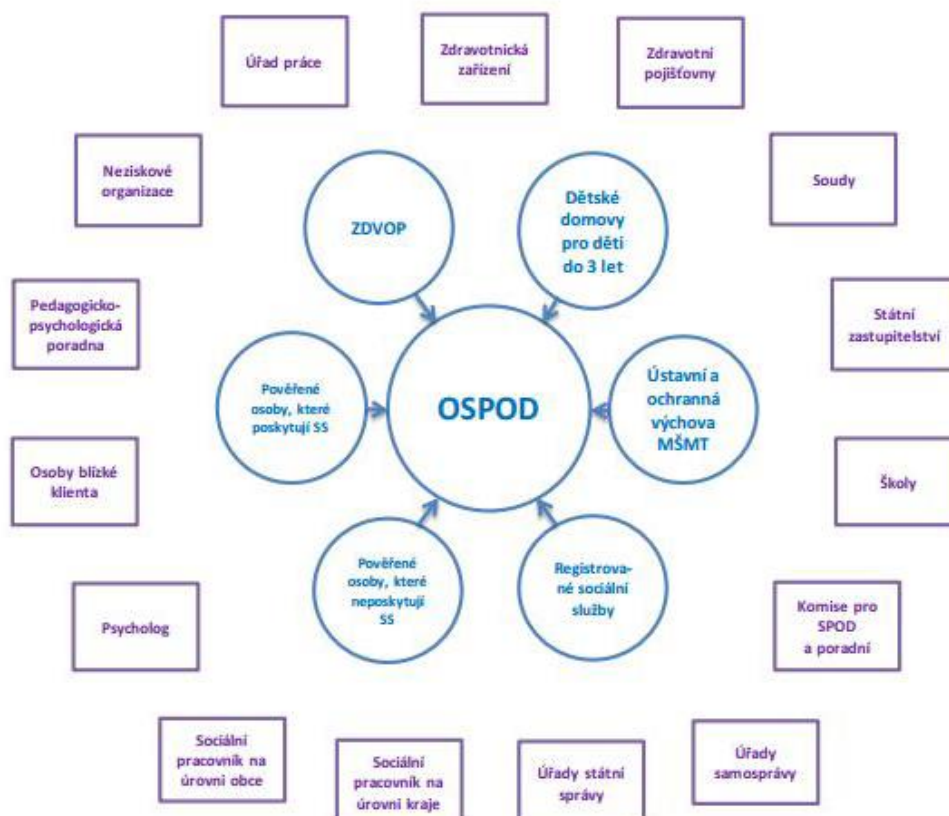 Úřad práce
Zdravotnická
zařízení
Zdravotní
pojišťovny
Neziskové
organizace
Soudy
ZDVOP
Dětské
domovy
pro děti
do 3 let
Pedagogicko-
psychologická
poradna
Státní
zastupitelství
Pověřené
osoby, které
poskytují SS
OSPOD
Ústavní a
ochranná
výchova
MŠMT
Osoby blízké
klienta
Školy
Pověřené
osoby, které
neposkytují
SS
Registrova-
né sociální
služby
Psycholog
Komise pro
SPOD
a poradní
Sociální
pracovník na
úrovni obce
Sociální
pracovník na
úrovni kraje
Úřady státní
správy
Úřady
samosprávy